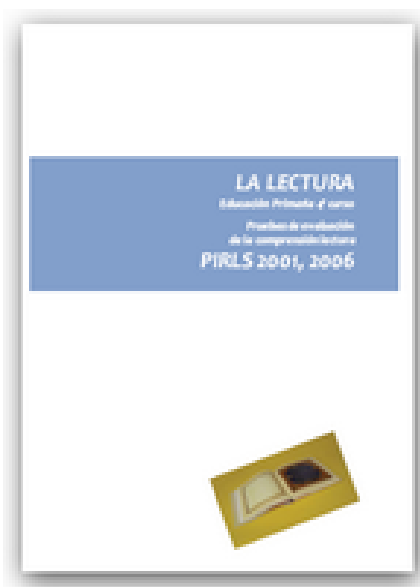 LA LECTURA
Educación Primaria 4º curso
Pruebas de evaluación
de la comprensión lectora
PIRLS 2001, 2006